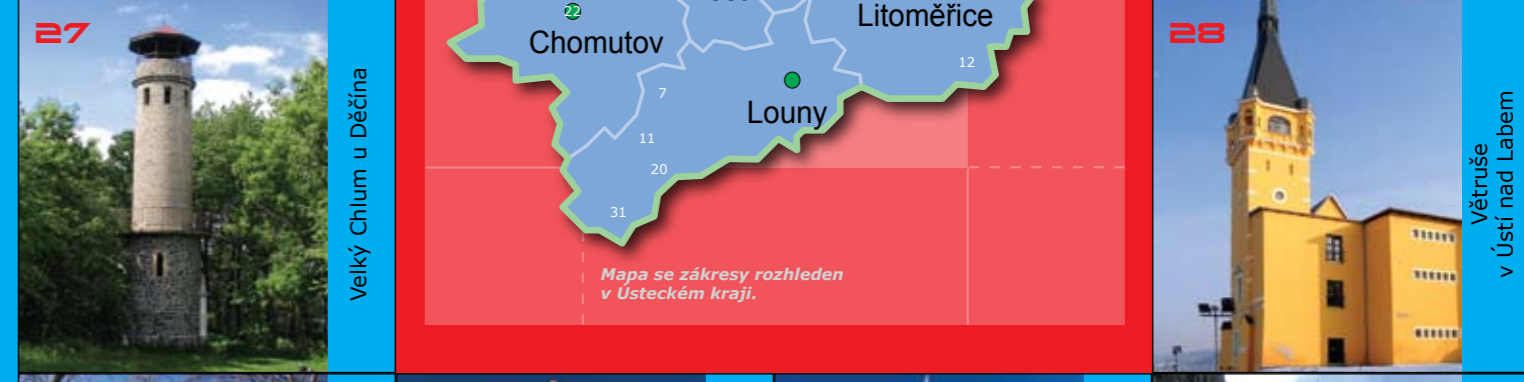 27
Velký Chlum u Děčína
22
Chomutov
Litoměřice
12
7
Louny
11
20
31
Mapa se zákresy rozhleden
v Ústeckém kraji.
28
Větruše
v Ústí nad Labem